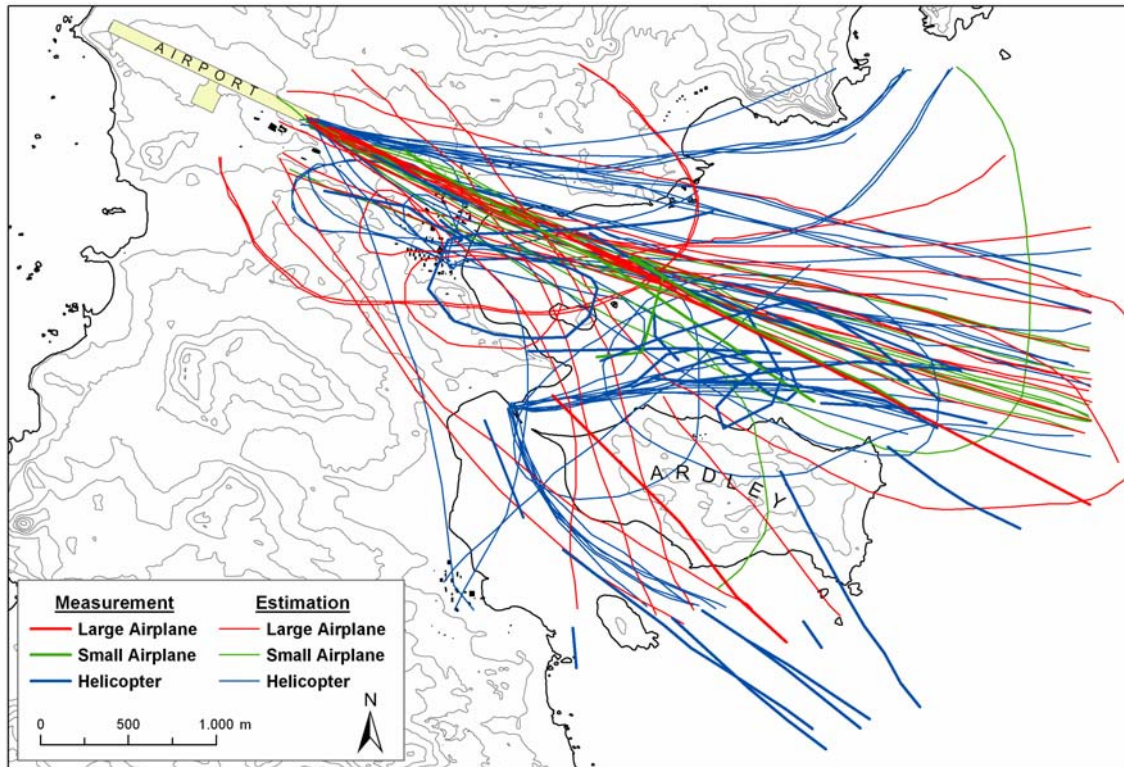 AIRPORT
ARDLEY
Measurement Estimation
Large Airplane Large Airplane
Small Airplane Small Airplane
Helicopter Helicopter
N
0 500 1.000 m